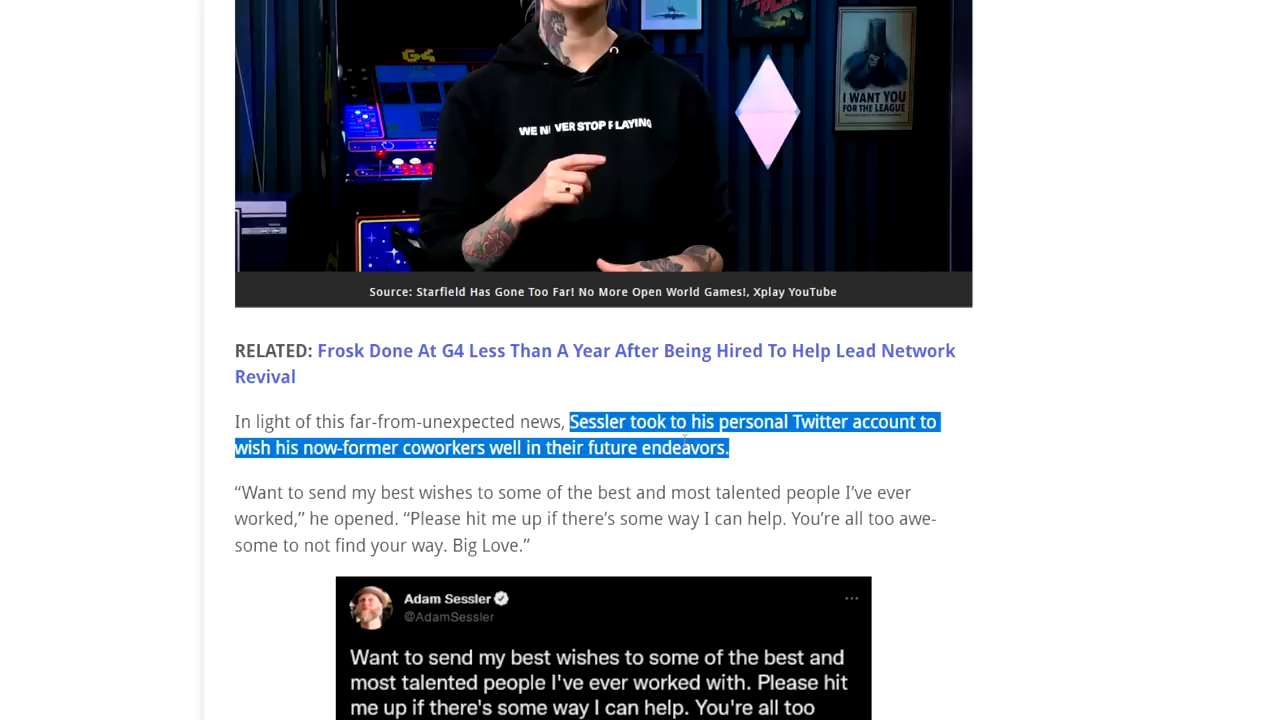 G4
I WANT YOU
FOR THE LEAGUE
WE NEVER STOP PLAYING
Source: Starfield Has Gone Too Far! No More Open World Games!, Xplay YouTube
RELATED: Frosk Done At G4 Less Than A Year After Being Hired To Help Lead Network
Revival
In light of this far-from-unexpected news, Sessler took to his personal Twitter account to
wish his now-former coworkers well in their future endeavors.
“Want to send my best wishes to some of the best and most talented people I’ve ever
worked,” he opened. “Please hit me up if there’s some way I can help. You’re all too awe-
some to not find your way. Big Love.”
Adam Sessler
@AdamSessler
Want to send my best wishes to some of the best and
most talented people I've ever worked with. Please hit
me up if there's some way I can help. You're all too